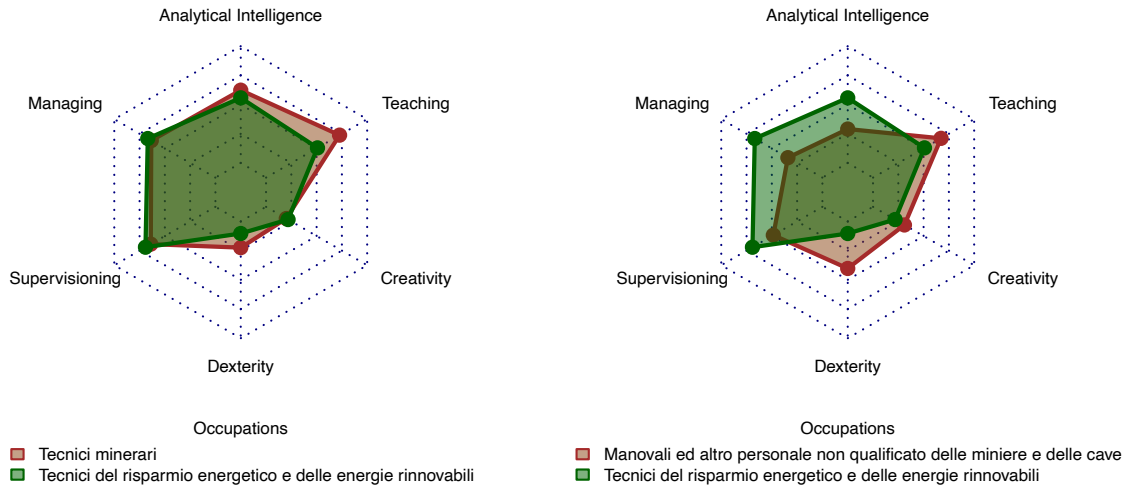 Analytical Intelligence
Managing
Teaching
Supervisioning
Creativity
Dexterity
Occupations
Tecnici minerari
Tecnici del risparmio energetico e delle energie rinnovabili
Analytical Intelligence
Managing
Teaching
Supervisioning
Creativity
Dexterity
Occupations
Manovali ed altro personale non qualificato delle miniere e delle cave
Tecnici del risparmio energetico e delle energie rinnovabili